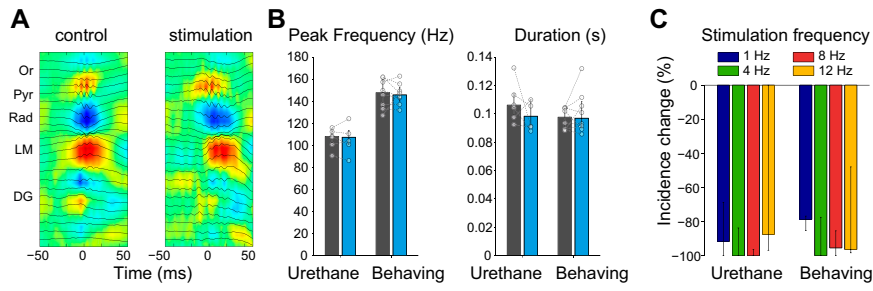 A
control
stimulation
Or
Pyr
Rad
LM
DG
−50 0 50
−50 0 50
Time (ms)
B
Peak Frequency (Hz)
180
160
140
120
100
80
60
40
20
0
Urethane Behaving
Duration (s)
0.14
0.12
0.1
0.08
0.06
0.04
0.02
0
Urethane Behaving
C
Stimulation frequency
1 Hz
8 Hz
4 Hz
12 Hz
Incidence change (%)
0
−20
−40
−60
−80
−100
Urethane Behaving